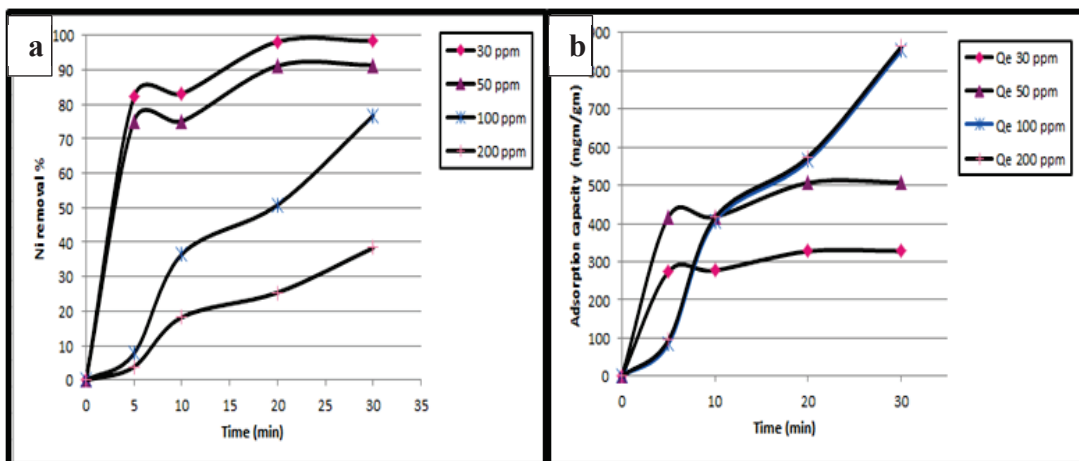 a
100
90
80
70
60
50
40
30
20
10
0
Ni removal %
0 5 10 15 20 25 30 35
Time (min)
30 ppm
50 ppm
100 ppm
200 ppm
b
900
800
700
600
500
400
300
200
100
0
Adsorption capacity (mgm/gm)
0 10 20 30
Time (min)
Qe 30 ppm
Qe 50 ppm
Qe 100 ppm
Qe 200 ppm